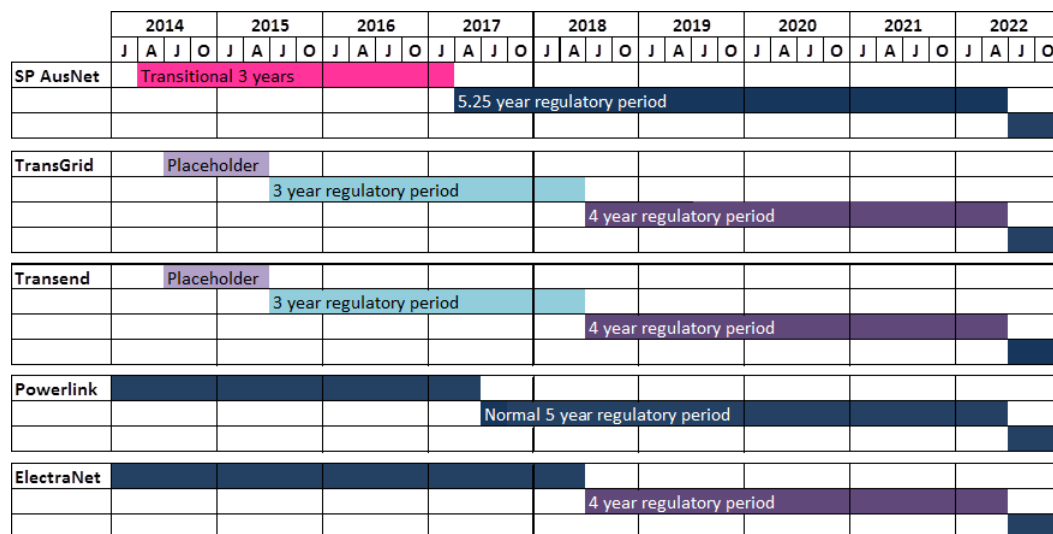 2014 2015 2016 2017 2018 2019 2020 2021 2022
J A J O J A J O J A J O J A J O J A J O J A J O J A J O J A J O J A J O
SP AusNet Transitional 3 years
5.25 year regulatory period
TransGrid Placeholder
3 year regulatory period
4 year regulatory period
Transend Placeholder
3 year regulatory period
4 year regulatory period
Powerlink
Normal 5 year regulatory period
ElectraNet
4 year regulatory period